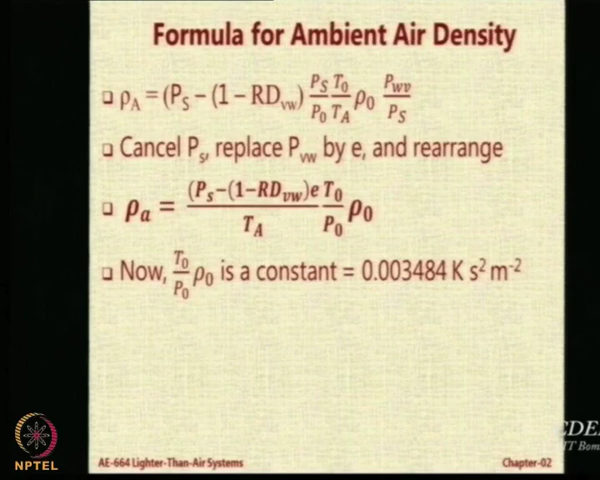 Formula for Ambient Air Density
❑ ρ_A = (P_S − (1 − RD_vw) P_S/P_0 T_0/T_A ρ_0 P_wv/P_S
❑ Cancel P_s, replace P_vw by e, and rearrange
❑ ρ_a = (P_s−(1−RD_vw)e/T_A T_0/P_0 ρ_0
❑ Now, T_0/P_0 ρ_0 is a constant = 0.003484 K s² m⁻²
NPTEL
AE-664 Lighter-Than-Air Systems
Chapter-02
CDEE